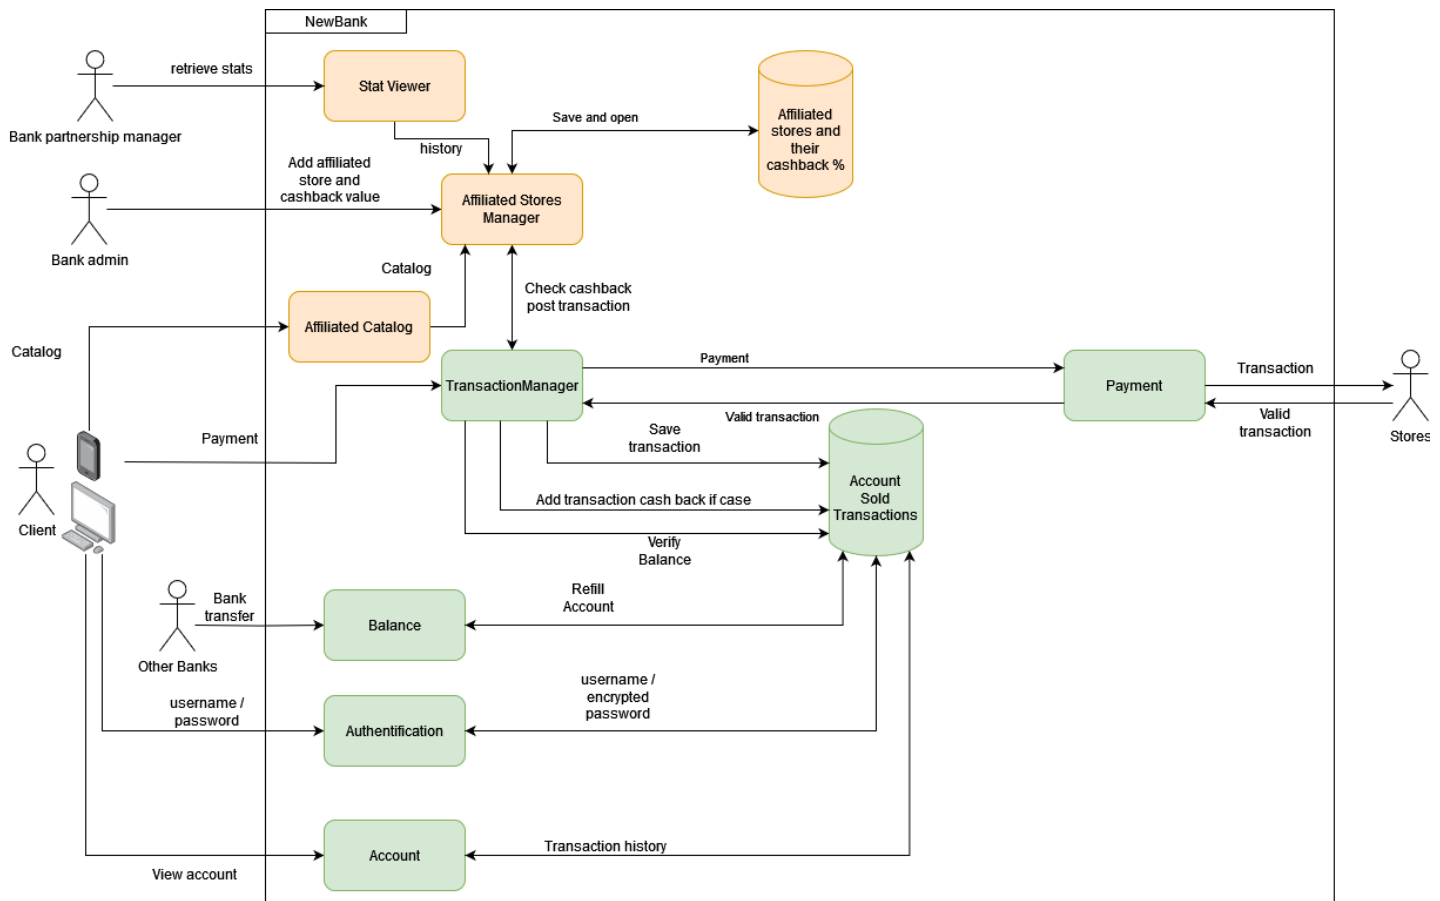 NewBank
retrieve stats
Stat Viewer
Bank partnership manager
history
Save and open
Affiliated
stores and
their
cashback %
Add affiliated
store and
cashback value
Affiliated Stores
Manager
Bank admin
Catalog
Check cashback
post transaction
Affiliated Catalog
Catalog
TransactionManager
Payment
Payment
Transaction
Valid transaction
Valid
transaction
Stores
Payment
Save
transaction
Account
Sold
Transactions
Add transaction cash back if case
Client
Verify
Balance
Bank
transfer
Refill
Account
Balance
Other Banks
username /
password
username /
encrypted
password
Authentification
Transaction history
Account
View account